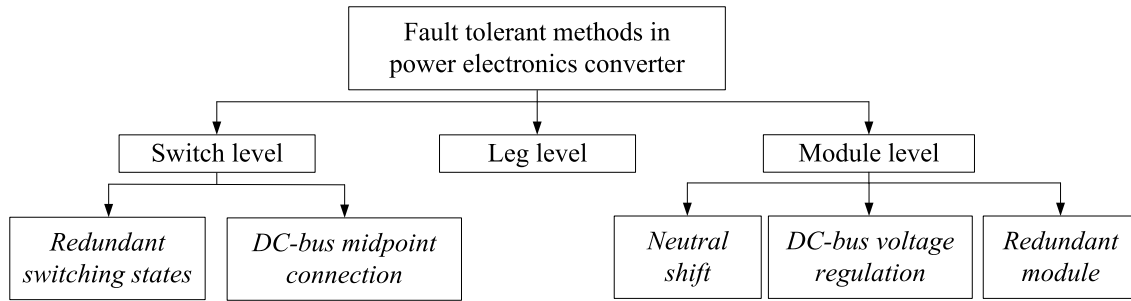 Fault tolerant methods in
power electronics converter
Switch level
Leg level
Module level
Redundant
switching states
DC-bus midpoint
connection
Neutral
shift
DC-bus voltage
regulation
Redundant
module